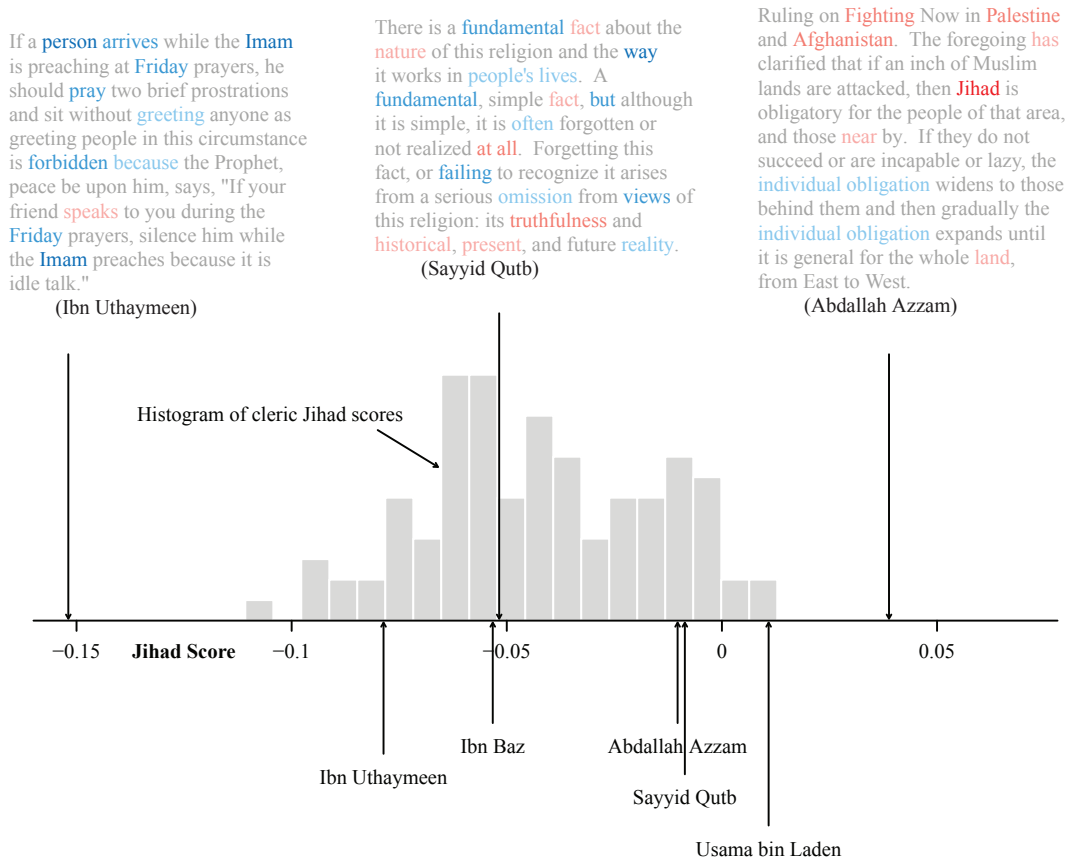 If a person arrives while the Imam
is preaching at Friday prayers, he
should pray two brief prostrations
and sit without greeting anyone as
greeting people in this circumstance
is forbidden because the Prophet,
peace be upon him, says, "If your
friend speaks to you during the
Friday prayers, silence him while
the Imam preaches because it is
idle talk."
(Ibn Uthaymeen)
There is a fundamental fact about the
nature of this religion and the way
it works in people's lives. A
fundamental, simple fact, but although
it is simple, it is often forgotten or
not realized at all. Forgetting this
fact, or failing to recognize it arises
from a serious omission from views of
this religion: its truthfulness and
historical, present, and future reality.
(Sayyid Qutb)
Ruling on Fighting Now in Palestine
and Afghanistan. The foregoing has
clarified that if an inch of Muslim
lands are attacked, then Jihad is
obligatory for the people of that area,
and those near by. If they do not
succeed or are incapable or lazy, the
individual obligation widens to those
behind them and then gradually the
individual obligation expands until
it is general for the whole land,
from East to West.
(Abdallah Azzam)
Histogram of cleric Jihad scores
−0.15 Jihad Score −0.1 −0.05 0 0.05
Ibn Baz Abdallah Azzam
Ibn Uthaymeen
Sayyid Qutb
Usama bin Laden